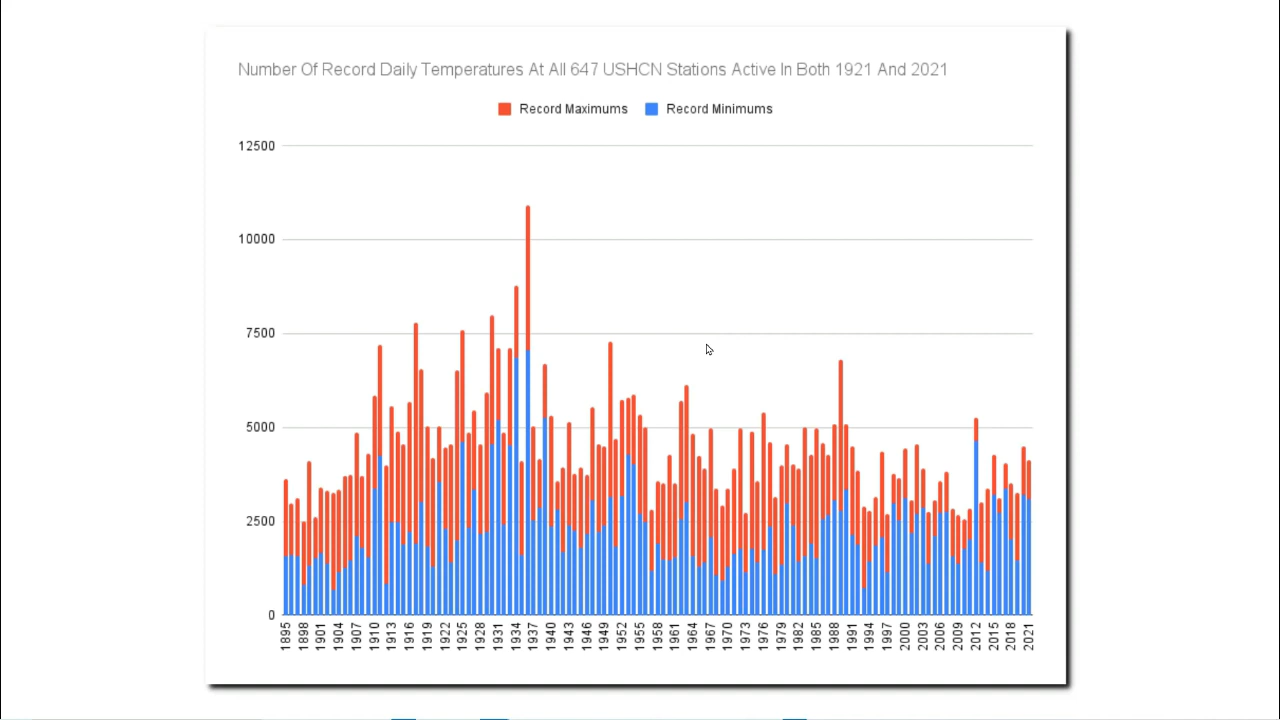 Number Of Record Daily Temperatures At All 647 USHCN Stations Active In Both 1921 And 2021
Record Maximums Record Minimums
12500
10000
7500
5000
2500
0
1895 1898 1901 1904 1907 1910 1913 1916 1919 1922 1925 1928 1931 1934 1937 1940 1943 1946 1949 1952 1955 1958 1961 1964 1967 1970 1973 1976 1979 1982 1985 1988 1991 1994 1997 2000 2003 2006 2009 2012 2015 2018 2021